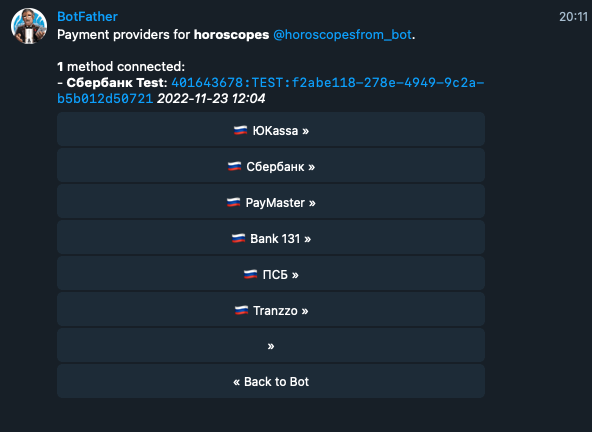 BotFather
20:11
Payment providers for horoscopes @horoscopesfrom_bot.
1 method connected:
- Сбербанк Test: 401643678:TEST:f2abe118-278e-4949-9c2a-
b5b012d50721 2022-11-23 12:04
ЮKassa »
Сбербанк »
PayMaster »
Bank 131 »
ПСБ »
Tranzzo »
»
« Back to Bot